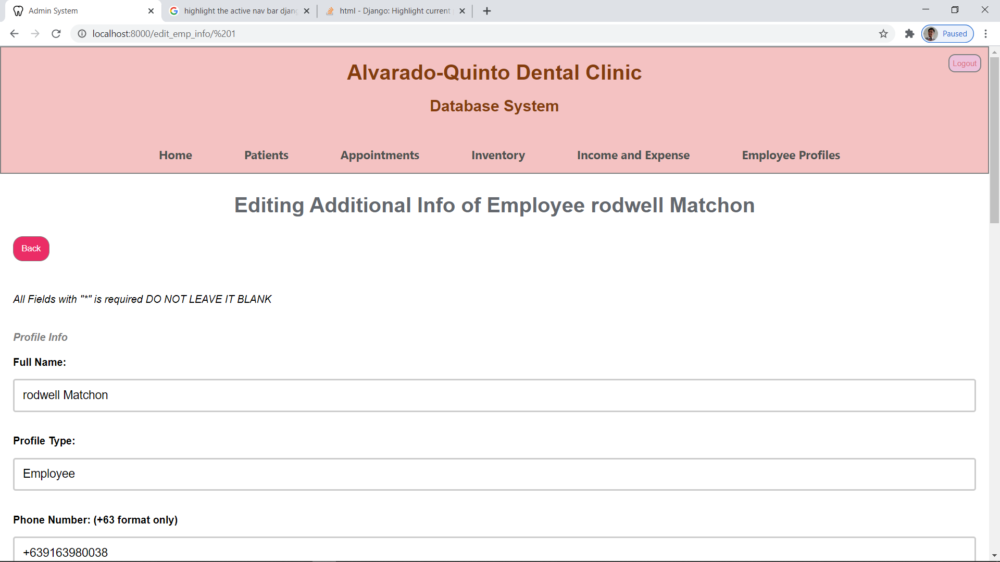 Admin System
highlight the active nav bar djang
html - Django: Highlight current
localhost:8000/edit_emp_info/%201
Paused
Logout
Alvarado-Quinto Dental Clinic
Database System
Home Patients Appointments Inventory Income and Expense Employee Profiles
Editing Additional Info of Employee rodwell Matchon
Back
All Fields with "*" is required DO NOT LEAVE IT BLANK
Profile Info
Full Name:
rodwell Matchon
Profile Type:
Employee
Phone Number: (+63 format only)
+639163980038